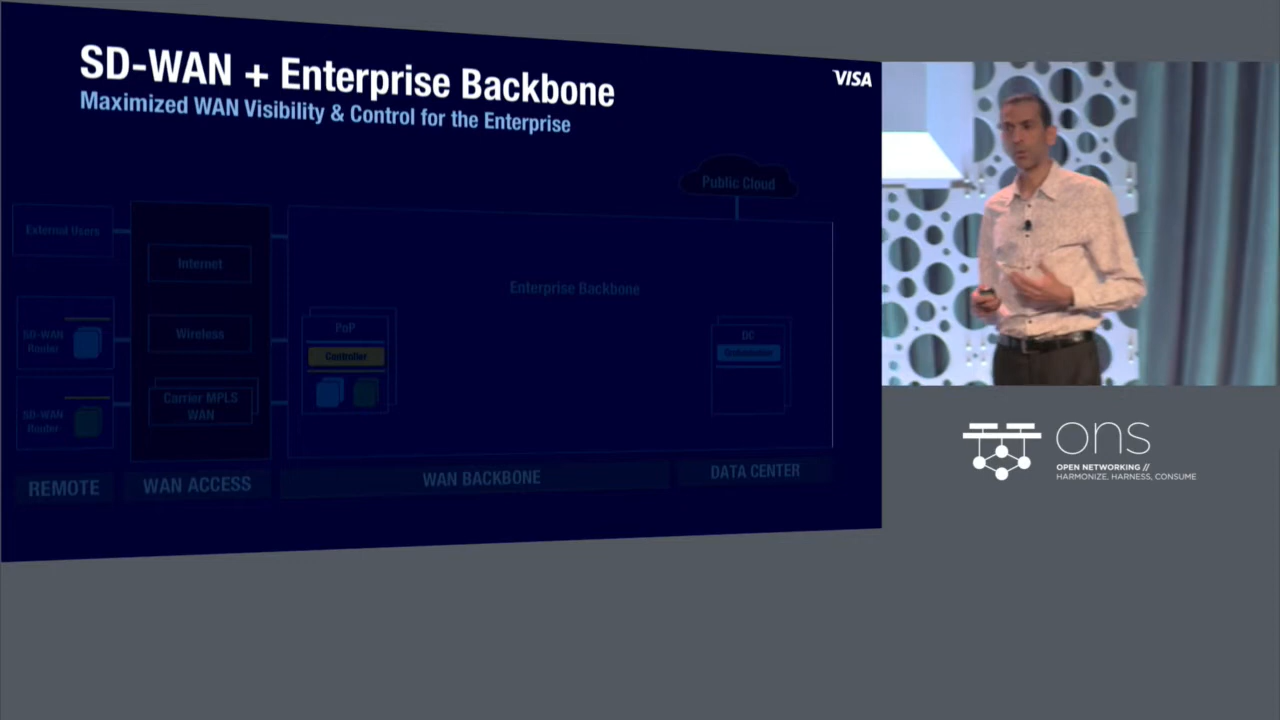 SD-WAN + Enterprise Backbone
Maximized WAN Visibility & Control for the Enterprise
VISA
Public Cloud
External Users
Internet
Enterprise Backbone
Wireless
SD-WAN
Router
PoP
Controller
DC
Carrier MPLS
WAN
SD-WAN
Router
REMOTE
WAN ACCESS
WAN BACKBONE
DATA CENTER
ons
OPEN NETWORKING //
HARMONIZE, HARNESS, CONSUME